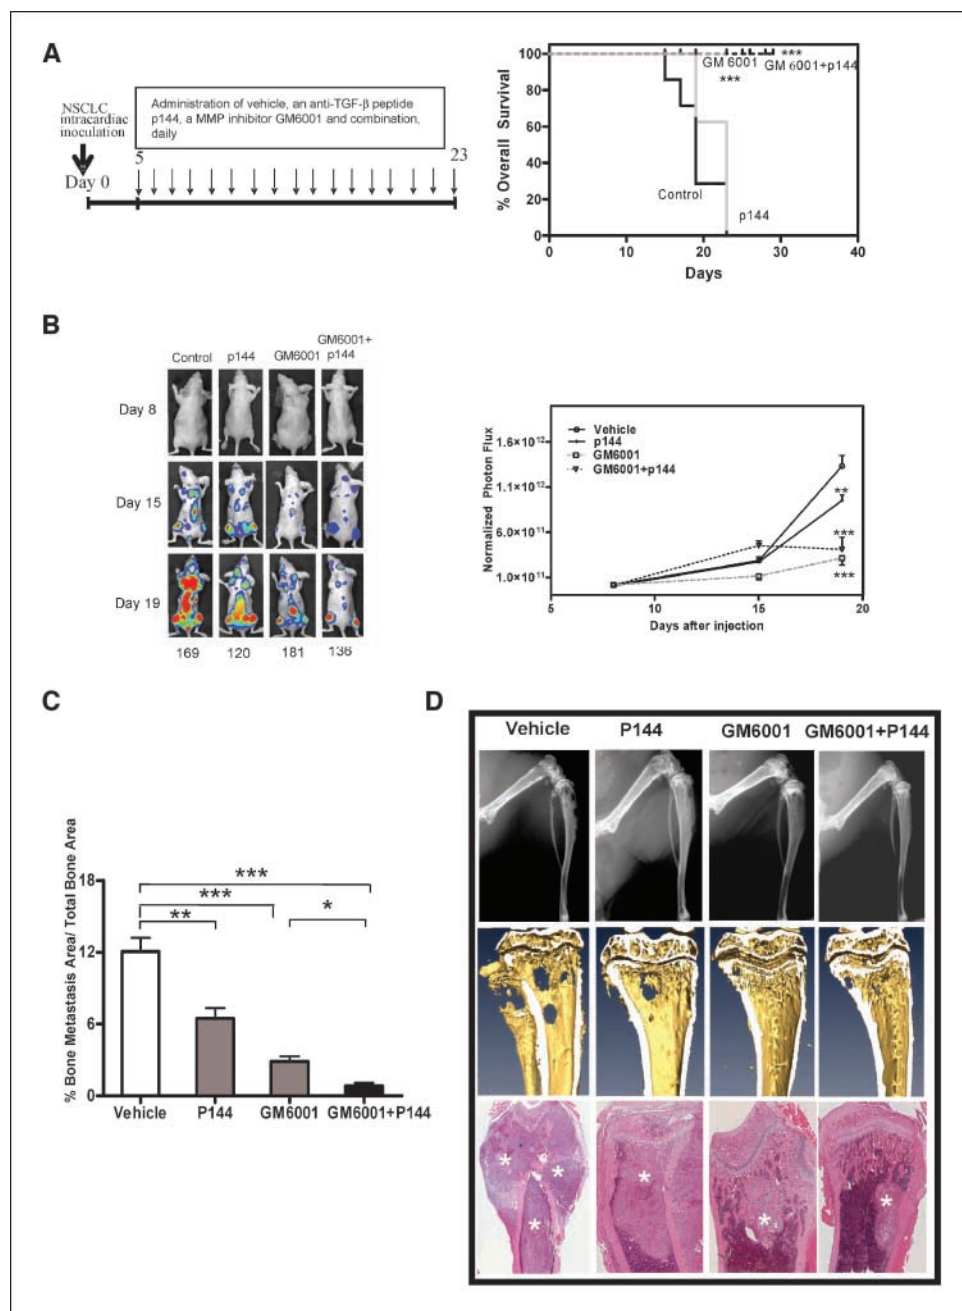 A
NSCLC
intracardiac
inoculation
Day 0
Administration of vehicle, an anti-TGF-β peptide
p144, a MMP inhibitor GM6001 and combination,
daily
5
23
% Overall Survival
100
80
60
40
20
0
0 10 20 30 40
Days
GM 6001
***
***
GM 6001+p144
Control
p144
B
Control p144 GM6001 GM6001+
p144
Day 8
Day 15
Day 19
169 120 181 136
Normalized Photon Flux
1.6×10¹²
1.1×10¹²
6.0×10¹¹
1.0×10¹¹
5 10 15 20
Days after injection
Vehicle
p144
GM6001
GM6001+p144
**
***
***
C
% Bone Metastasis Area/ Total Bone Area
18
12
6
0
***
***
**
*
Vehicle P144 GM6001 GM6001+P144
D
Vehicle P144 GM6001 GM6001+P144
* * *
*
*
*